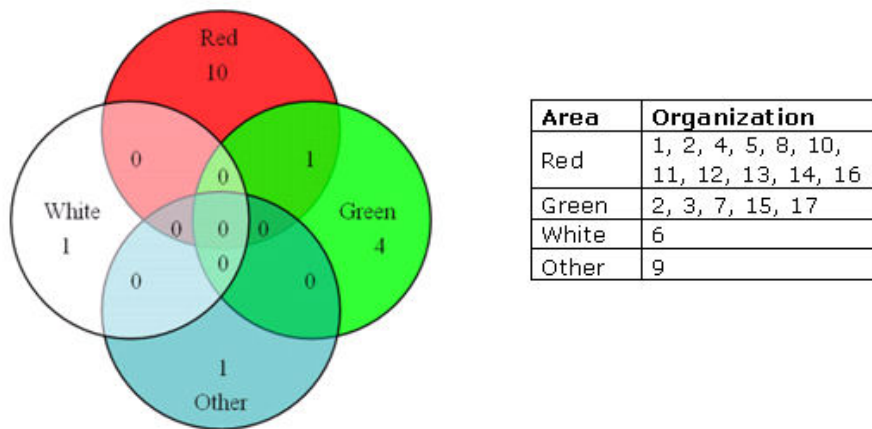 Red
10
0
1
0
White
1
Green
4
0
0
0
0
0
0
1
Other
Area Organization
Red
1, 2, 4, 5, 8, 10,
11, 12, 13, 14, 16
Green 2, 3, 7, 15, 17
White 6
Other 9